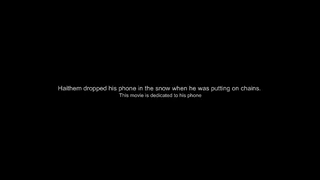 Haithem dropped his phone in the snow when he was putting on chains.
This movie is dedicated to his phone